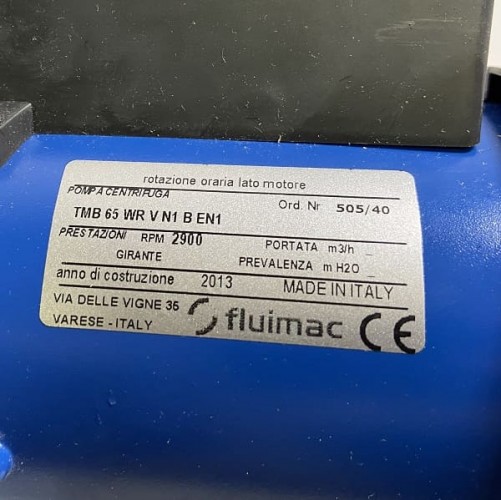 rotazione oraria lato motore
POMPA CENTRIFUGA Ord. Nr 505/40
TMB 65 WR V N1 B EN1
PRESTAZIONI RPM 2900 PORTATA m3/h _
GIRANTE PREVALENZA m H2O _
anno di costruzione 2013 MADE IN ITALY
VIA DELLE VIGNE 35
VARESE - ITALY
fluimac CE